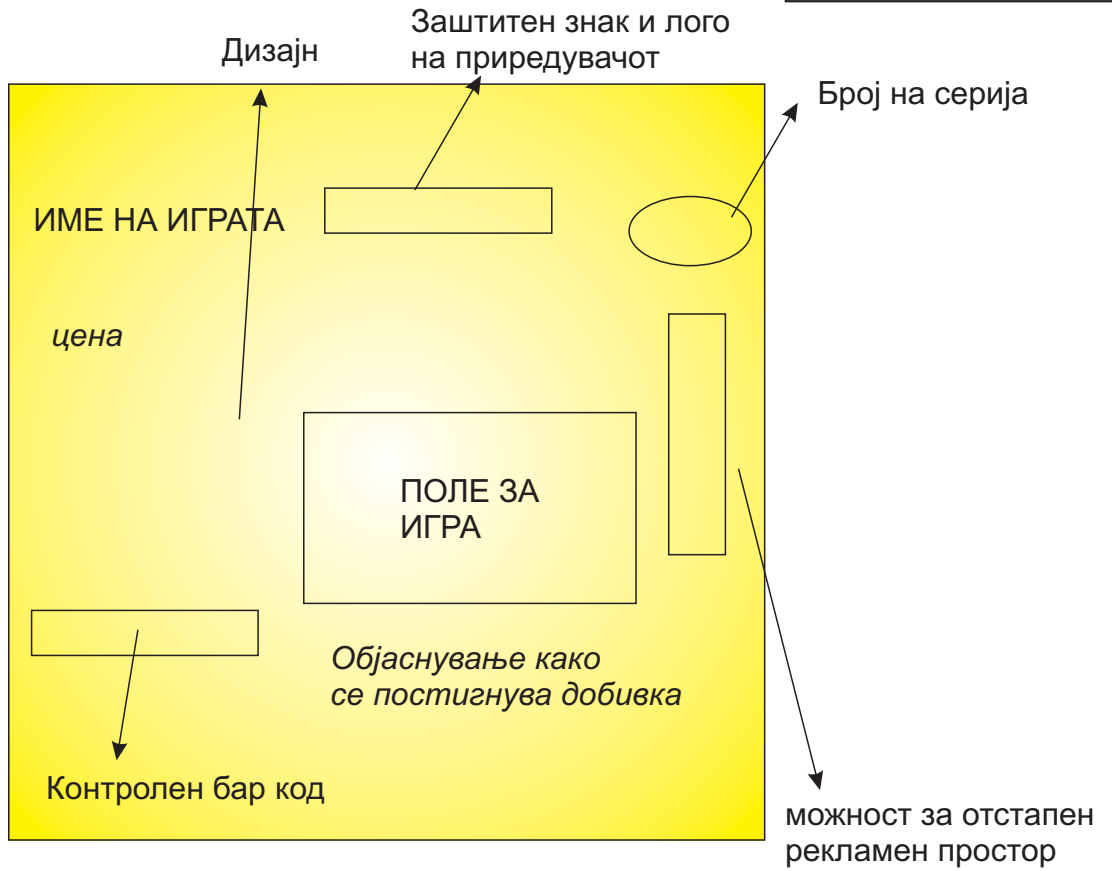 Заштитен знак и лого
на приредувачот
Дизајн
Број на серија
ИМЕ НА ИГРАТА
цена
ПОЛЕ ЗА
ИГРА
Објаснување како
се постигнува добивка
Контролен бар код
можност за отстапен
рекламен простор